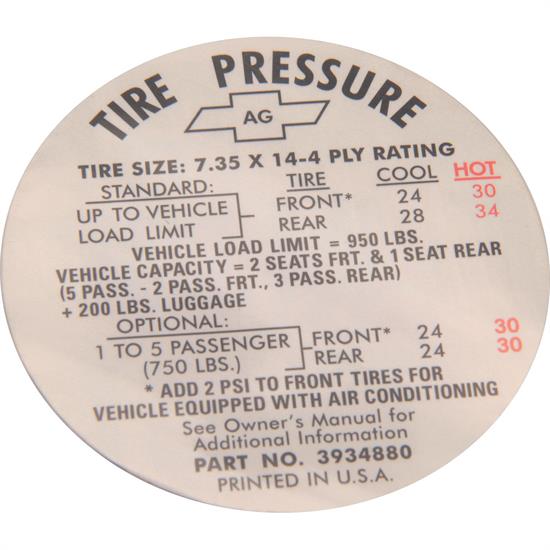 TIRE PRESSURE
AG
TIRE SIZE: 7.35 X 14-4 PLY RATING
STANDARD: TIRE COOL HOT
UP TO VEHICLE FRONT* 24 30
LOAD LIMIT REAR 28 34
VEHICLE LOAD LIMIT = 950 LBS.
VEHICLE CAPACITY = 2 SEATS FRT. & 1 SEAT REAR
(5 PASS. - 2 PASS. FRT., 3 PASS. REAR)
+ 200 LBS. LUGGAGE
OPTIONAL:
1 TO 5 PASSENGER FRONT* 24 30
(750 LBS.) REAR 24 30
* ADD 2 PSI TO FRONT TIRES FOR
VEHICLE EQUIPPED WITH AIR CONDITIONING
See Owner's Manual for
Additional Information
PART NO. 3934880
PRINTED IN U.S.A.